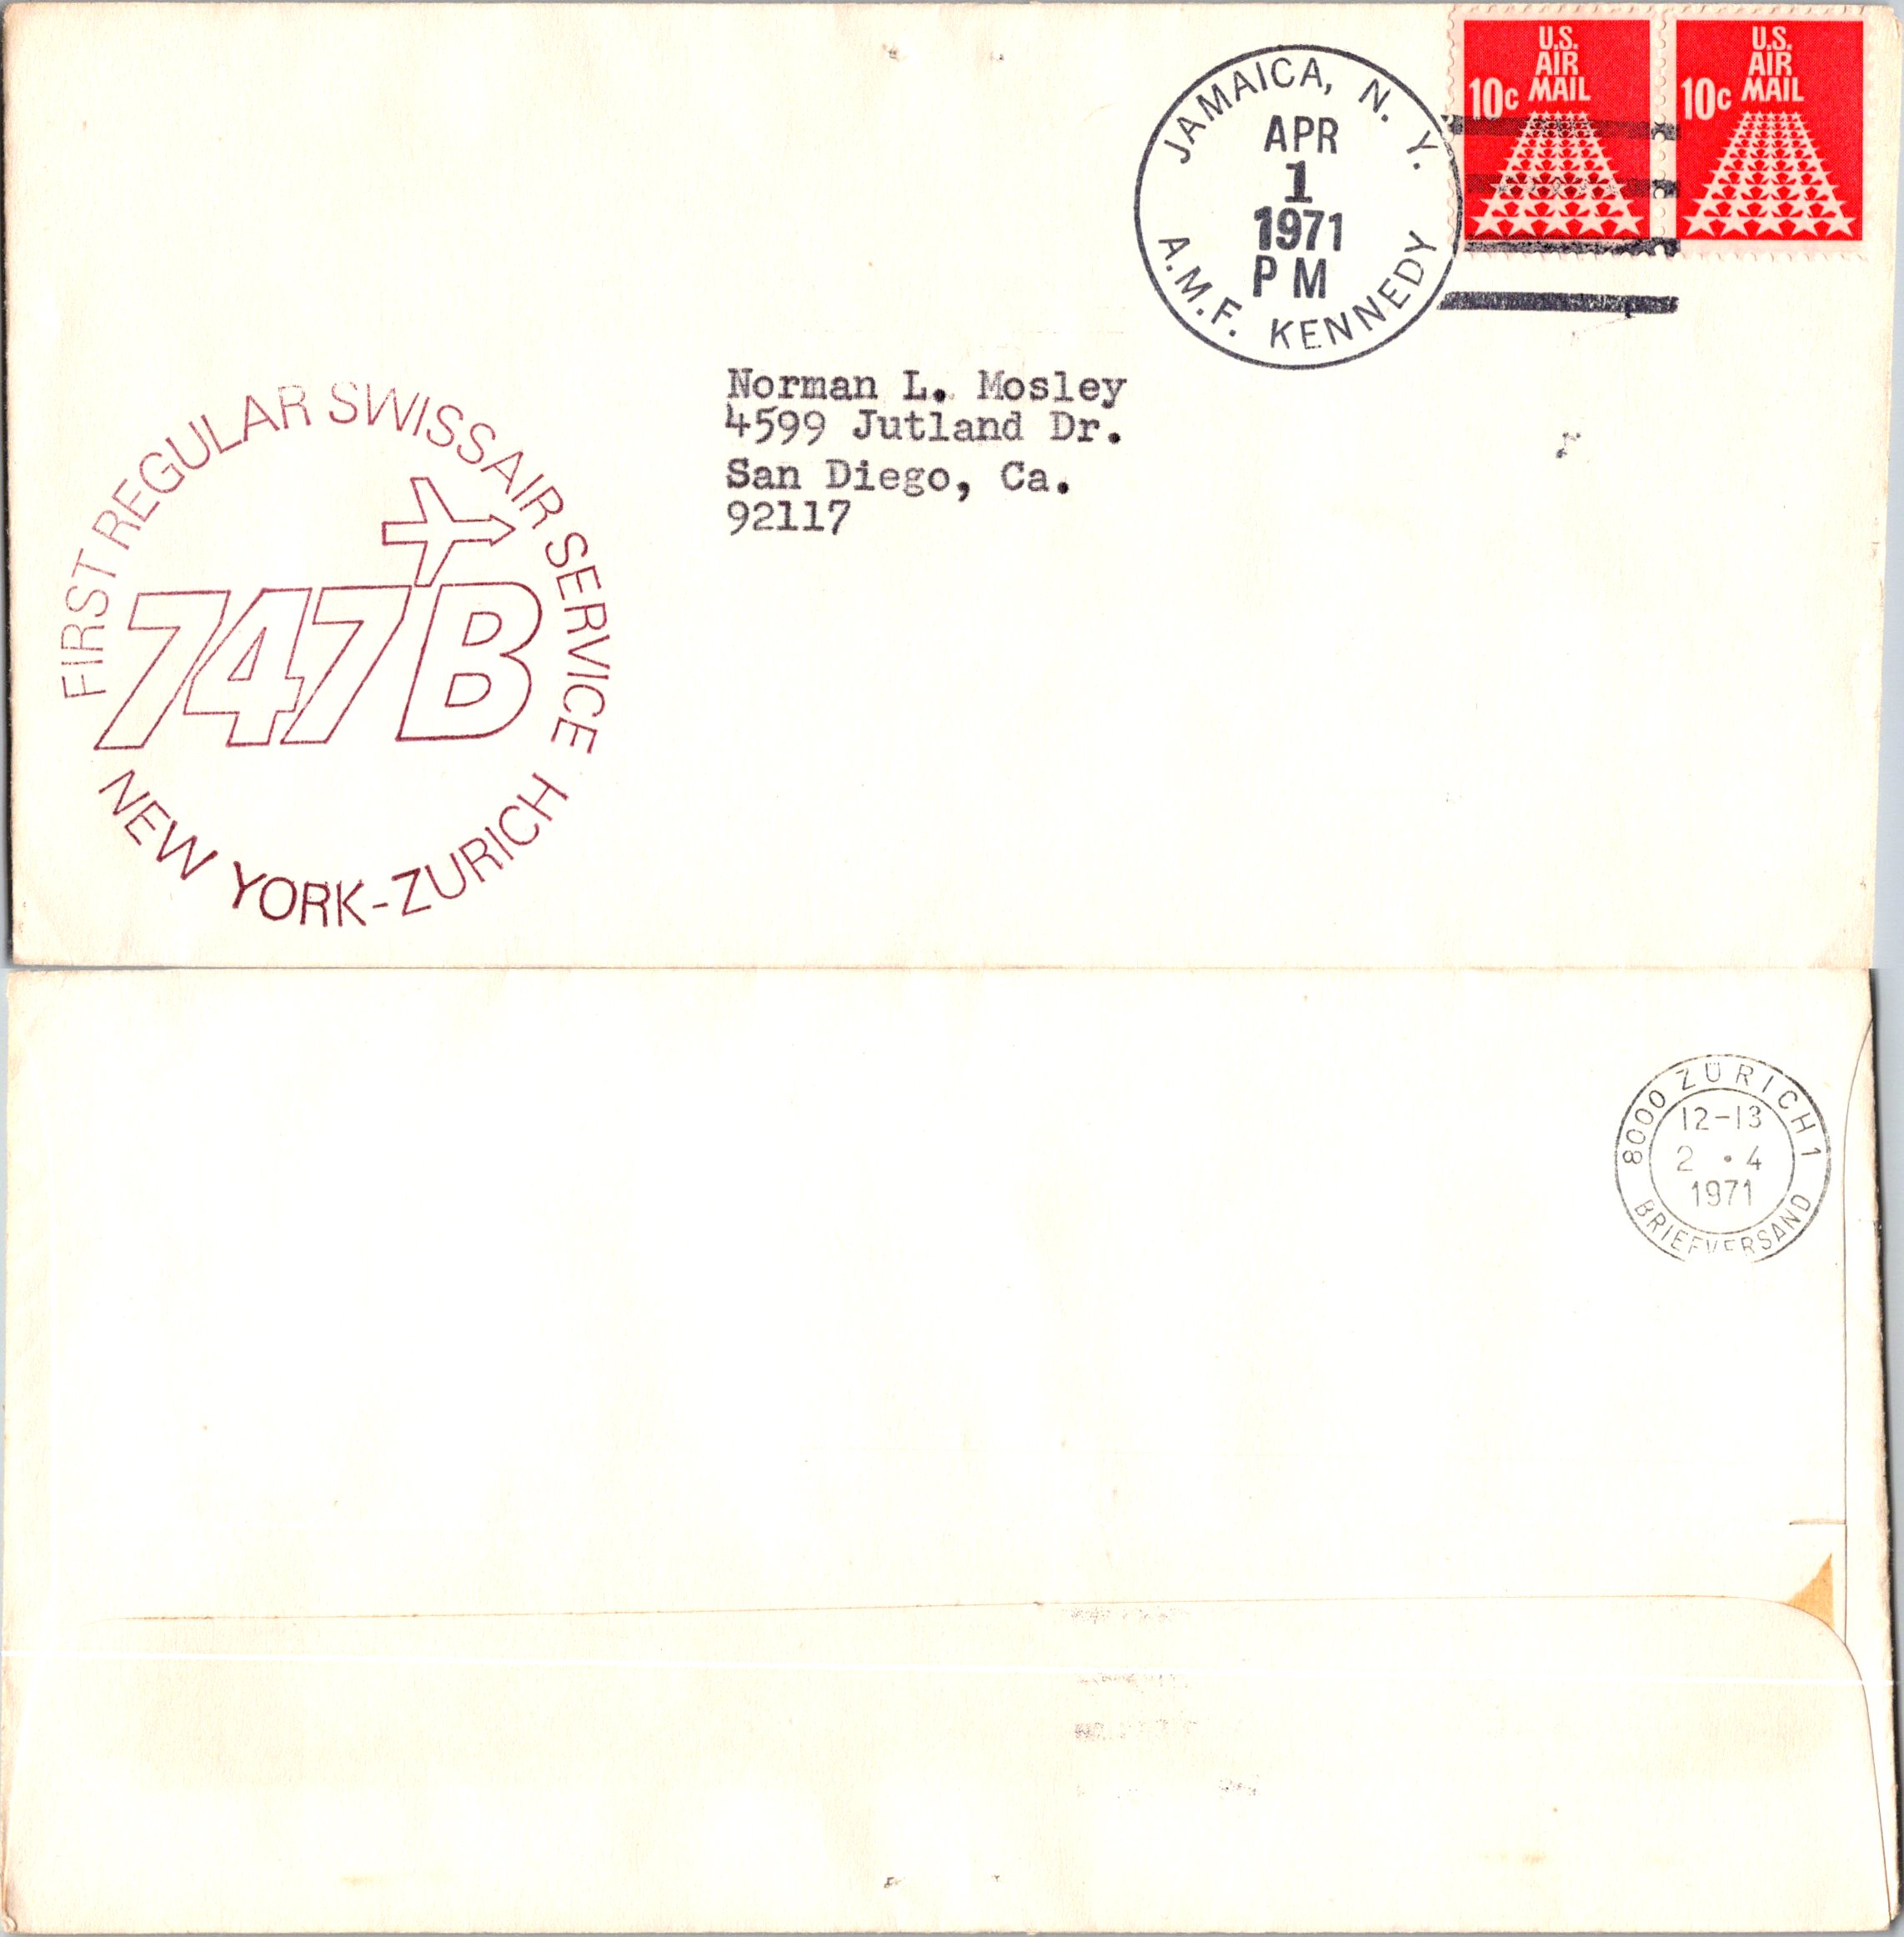 JAMAICA, N. Y.
APR
1
1971
PM
A.M.F. KENNEDY
U.S.
AIR
MAIL
10c
U.S.
AIR
MAIL
10c
Norman L. Mosley
4599 Jutland Dr.
San Diego, Ca.
92117
FIRST REGULAR SWISSAIR SERVICE
747B
NEW YORK-ZURICH
8000 ZÜRICH 1
12-13
2 . 4
1971
BRIEFVERSAND